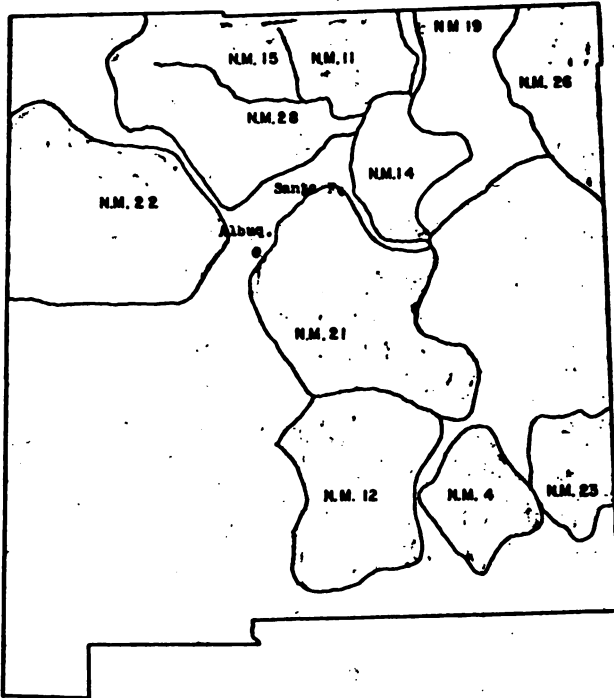 N M 19
N.M. 15
N.M. 11
N.M. 26
N.M. 28
N.M. 14
Santa Fe
N.M. 22
Albuq.
N.M. 21
N.M. 12
N.M. 4
N.M. 23